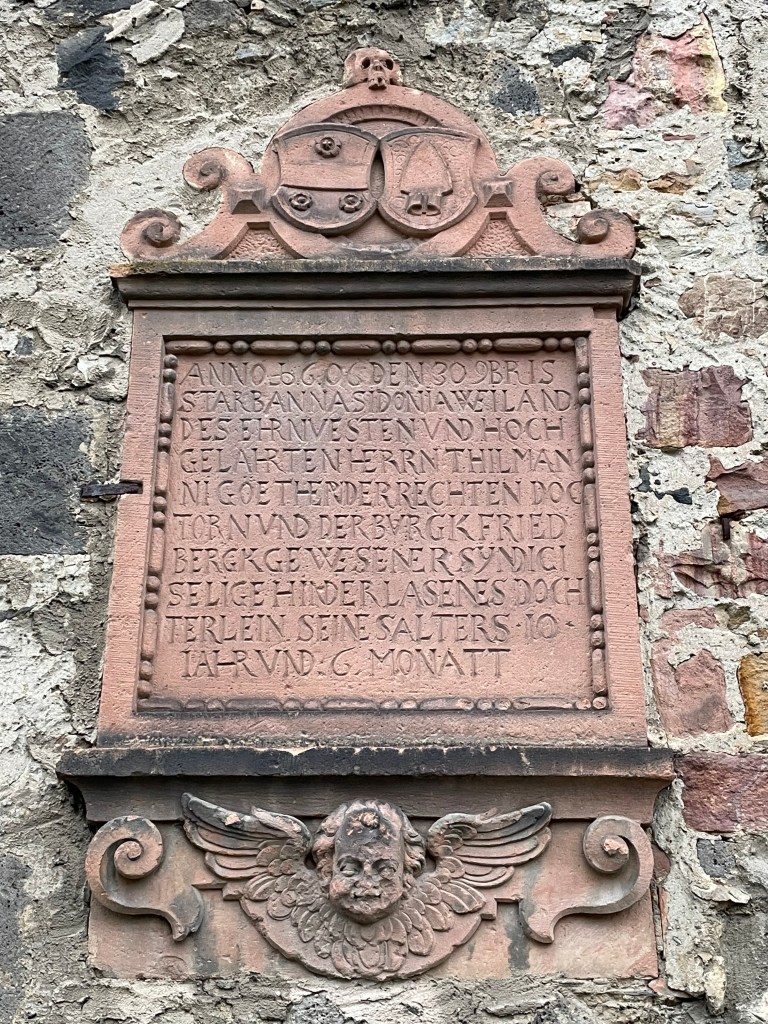 ANNO 1606 DEN 30 9BRIS
STARB ANNA SIDONIA WEILAND
DES EHRNVESTEN VND HOCH
GELAHRTEN HERRN THILMAN
NI GOETHEN DER RECHTEN DOC
TORN VND DER BVRGK FRIED
BERGK GEWESENER SYNDICI
SELIGE HINDERLASENES DOCH
TERLEIN SEINES ALTERS 10
IAHR VND 6 MONATT